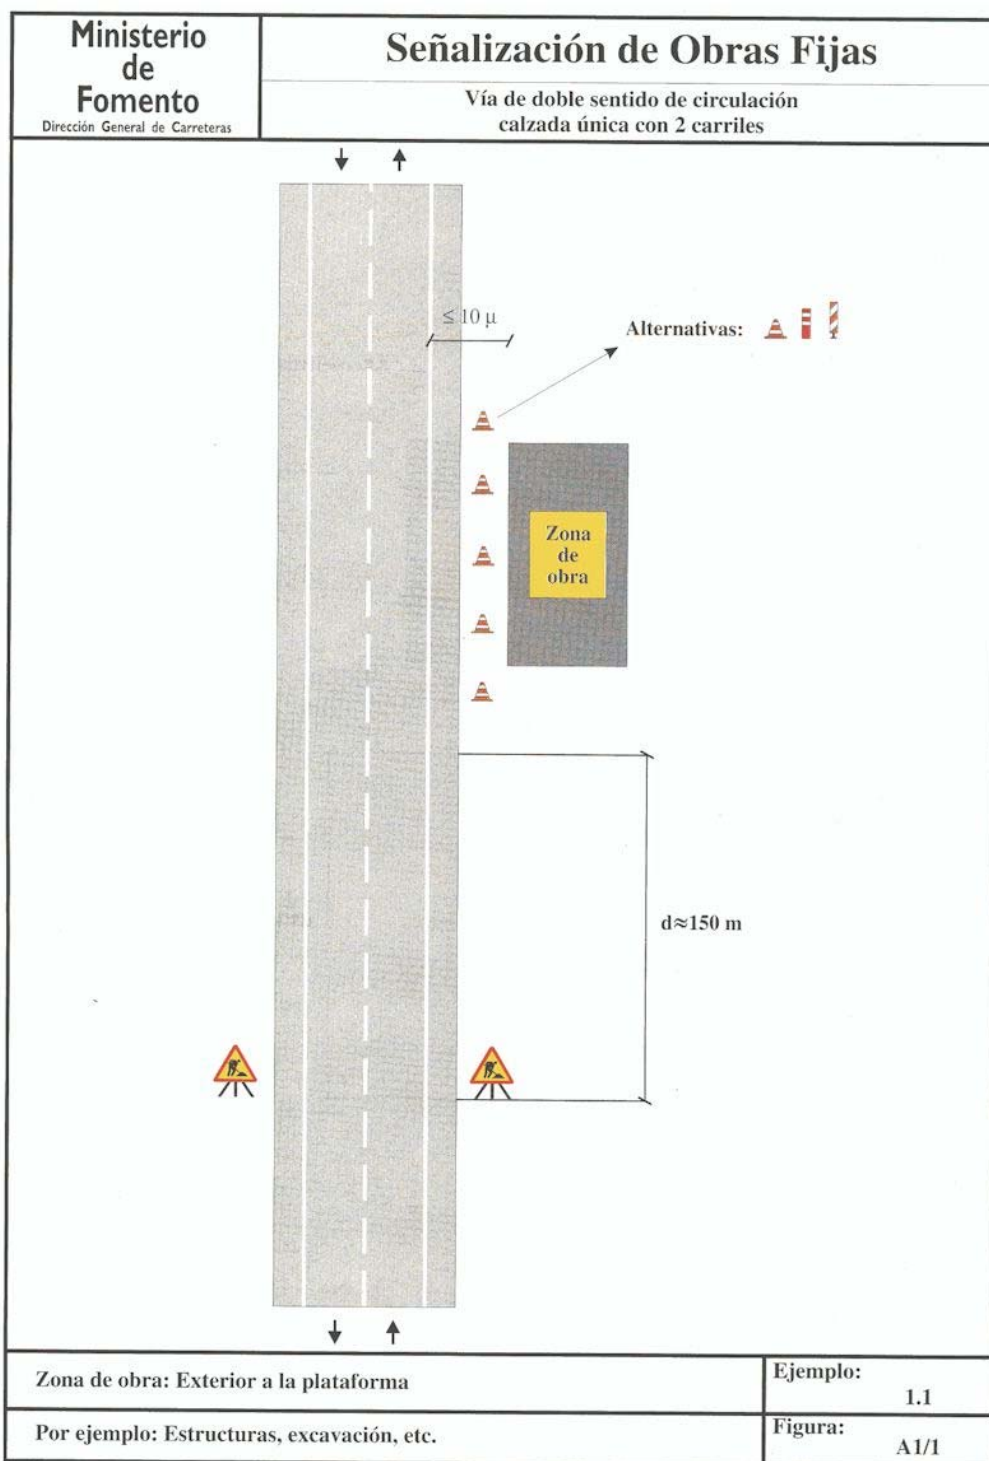 Ministerio
de
Fomento
Dirección General de Carreteras
Señalización de Obras Fijas
Vía de doble sentido de circulación
calzada única con 2 carriles
≤ 10 µ
Alternativas:
Zona
de
obra
d≈150 m
Zona de obra: Exterior a la plataforma
Ejemplo:
1.1
Por ejemplo: Estructuras, excavación, etc.
Figura:
A1/1